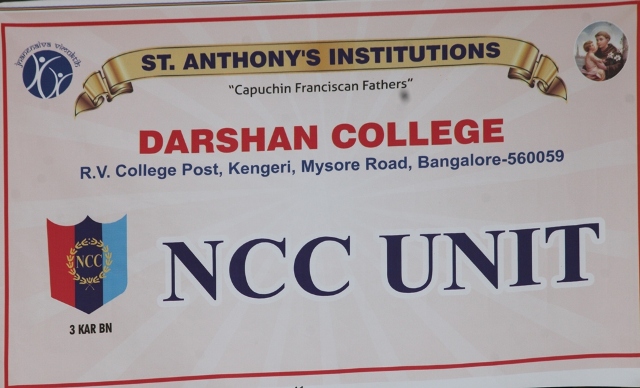 ST. ANTHONY'S INSTITUTIONS
"Capuchin Franciscan Fathers"
DARSHAN COLLEGE
R.V. College Post, Kengeri, Mysore Road, Bangalore-560059
NCC
NCC UNIT
3 KAR BN